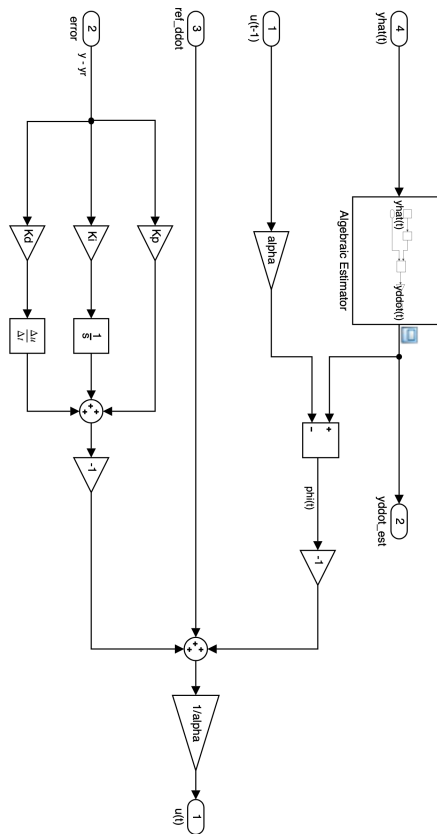 4
yhat(t)
yhat(t)
yddot(t)
Algebraic Estimator
2
yddot_est
1
u(t-1)
alpha
+
−
phi(t)
-1
3
ref_ddot
+
+
+
1/alpha
1
u(t)
2
error
y - yr
Kp
Ki
1
s
Kd
Δu
Δt
+
+
+
-1